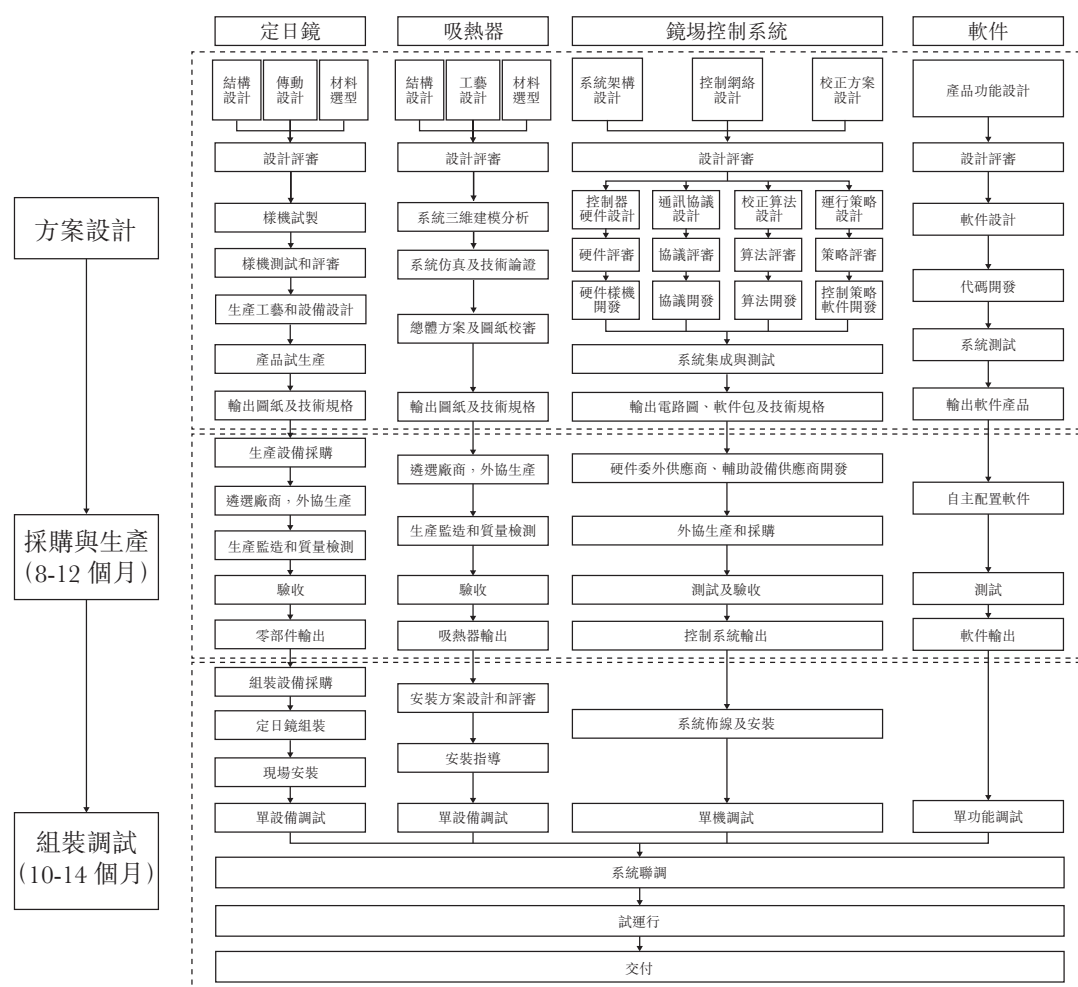 定日鏡
吸熱器
鏡場控制系統
軟件
結構
設計
傳動
設計
材料
選型
結構
設計
工藝
設計
材料
選型
系統架構
設計
控制網絡
設計
校正方案
設計
產品功能設計
設計評審
設計評審
設計評審
設計評審
方案設計
樣機試製
樣機測試和評審
生產工藝和設備設計
產品試生產
輸出圖紙及技術規格
系統三維建模分析
系統仿真及技術論證
總體方案及圖紙校審
輸出圖紙及技術規格
控制器
硬件設計
通訊協議
設計
校正算法
設計
運行策略
設計
硬件評審
協議評審
算法評審
策略評審
硬件樣機
開發
協議開發
算法開發
控制策略
軟件開發
系統集成與測試
輸出電路圖、軟件包及技術規格
軟件設計
代碼開發
系統測試
輸出軟件產品
採購與生產
(8-12 個月)
生產設備採購
遴選廠商，外協生產
生產監造和質量檢測
驗收
零部件輸出
遴選廠商，外協生產
生產監造和質量檢測
驗收
吸熱器輸出
硬件委外供應商、輔助設備供應商開發
外協生產和採購
測試及驗收
控制系統輸出
自主配置軟件
測試
軟件輸出
組裝調試
(10-14 個月)
組裝設備採購
定日鏡組裝
現場安裝
單設備調試
安裝方案設計和評審
安裝指導
單設備調試
系統佈線及安裝
單機調試
單功能調試
系統聯調
試運行
交付